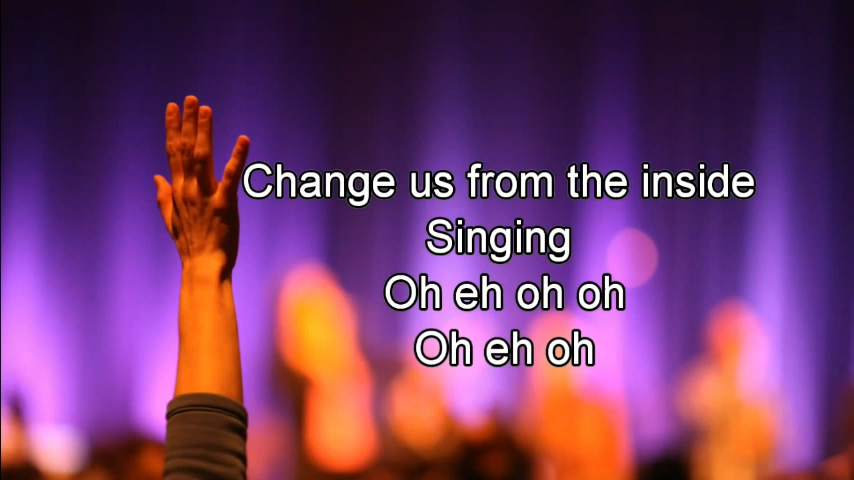 Change us from the inside
Singing
Oh eh oh oh
Oh eh oh